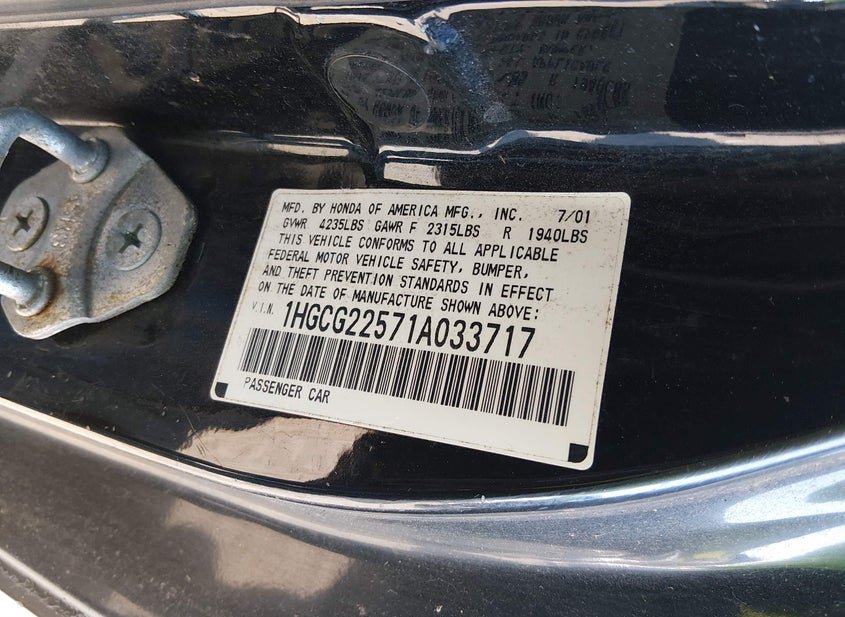 MFD. BY HONDA OF AMERICA MFG., INC. 7/01
GVWR 4235LBS GAWR F 2315LBS R 1940LBS
THIS VEHICLE CONFORMS TO ALL APPLICABLE
FEDERAL MOTOR VEHICLE SAFETY, BUMPER,
AND THEFT PREVENTION STANDARDS IN EFFECT
ON THE DATE OF MANUFACTURE SHOWN ABOVE:
V.I.N. 1HGCG22571A033717
PASSENGER CAR